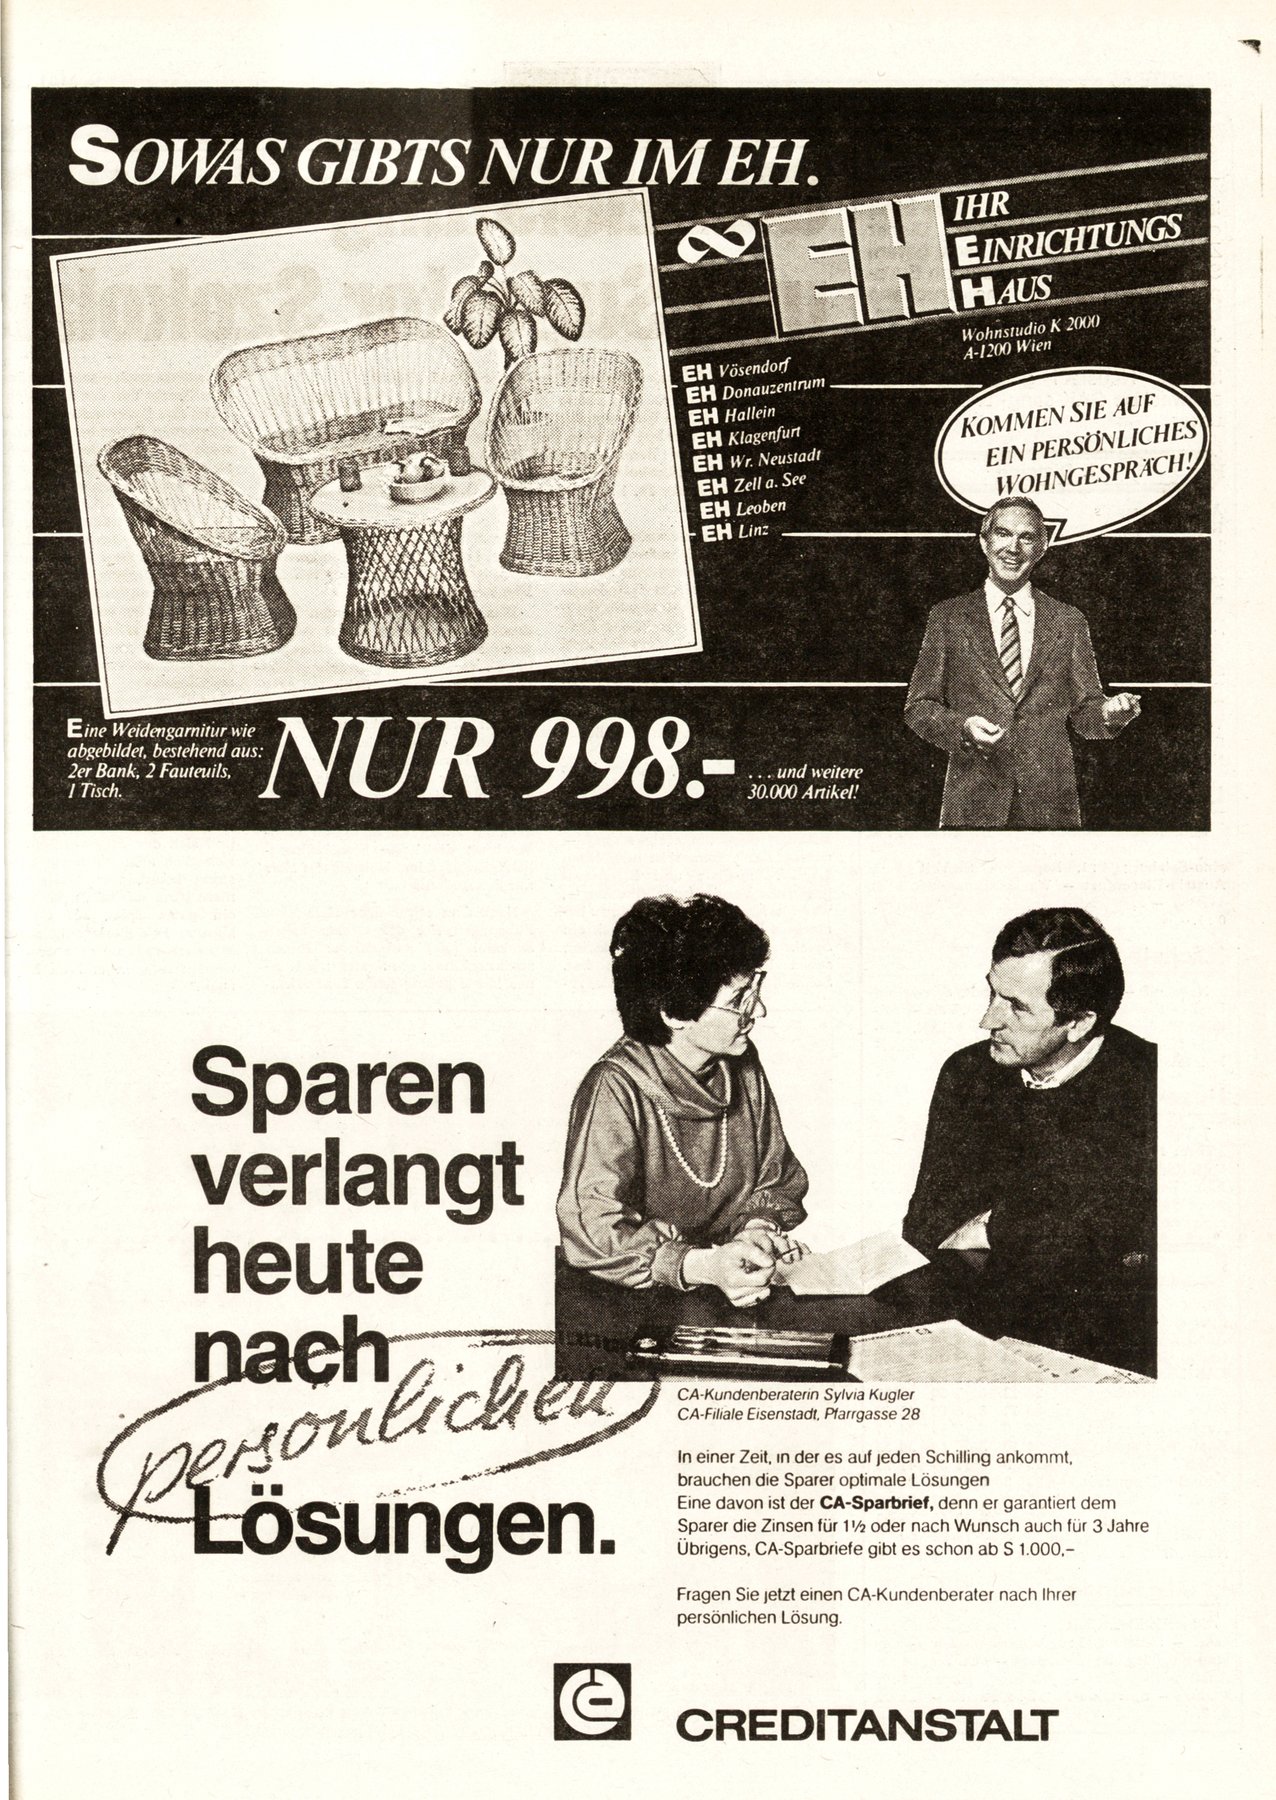 SOWAS GIBTS NUR IM EH.
EH
IHR
EINRICHTUNGS
HAUS
Wohnstudio K 2000
A-1200 Wien
EH Vösendorf
EH Donauzentrum
EH Hallein
EH Klagenfurt
EH Wr. Neustadt
EH Zell a. See
EH Leoben
EH Linz
KOMMEN SIE AUF
EIN PERSÖNLICHES
WOHNGESPRÄCH!
Eine Weidengarnitur wie
abgebildet, bestehend aus:
2er Bank, 2 Fauteuils,
1 Tisch.
NUR 998.-
... und weitere
30.000 Artikel!
Sparen
verlangt
heute
nach
persönlichen
Lösungen.
CA-Kundenberaterin Sylvia Kugler
CA-Filiale Eisenstadt, Pfarrgasse 28
In einer Zeit, in der es auf jeden Schilling ankommt,
brauchen die Sparer optimale Lösungen
Eine davon ist der CA-Sparbrief, denn er garantiert dem
Sparer die Zinsen für 1½ oder nach Wunsch auch für 3 Jahre
Übrigens, CA-Sparbriefe gibt es schon ab S 1.000,–
Fragen Sie jetzt einen CA-Kundenberater nach Ihrer
persönlichen Lösung.
CREDITANSTALT